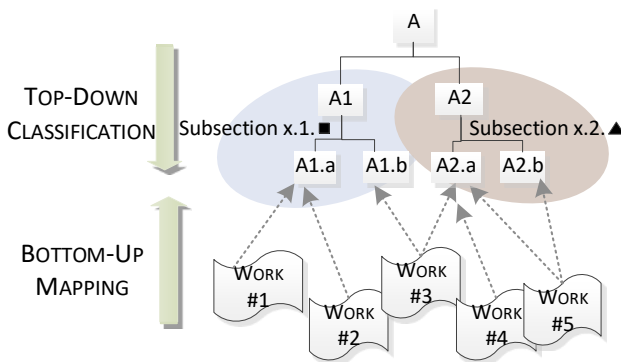 A
TOP-DOWN
CLASSIFICATION
A1
A2
Subsection x.1. ■
Subsection x.2. ▲
A1.a
A1.b
A2.a
A2.b
BOTTOM-UP
MAPPING
WORK
#1
WORK
#2
WORK
#3
WORK
#4
WORK
#5